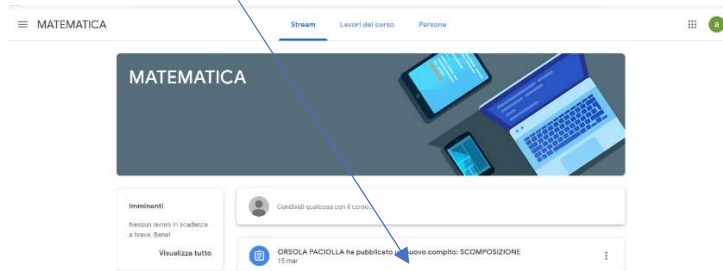 MATEMATICA
Stream Lavori del corso Persone
a
MATEMATICA
Imminenti
Nessun lavoro in scadenza
a breve. Bene!
Visualizza tutto
Condividi qualcosa con il corso...
ORSOLA PACIOLLA ha pubblicato un nuovo compito: SCOMPOSIZIONE
15 mar